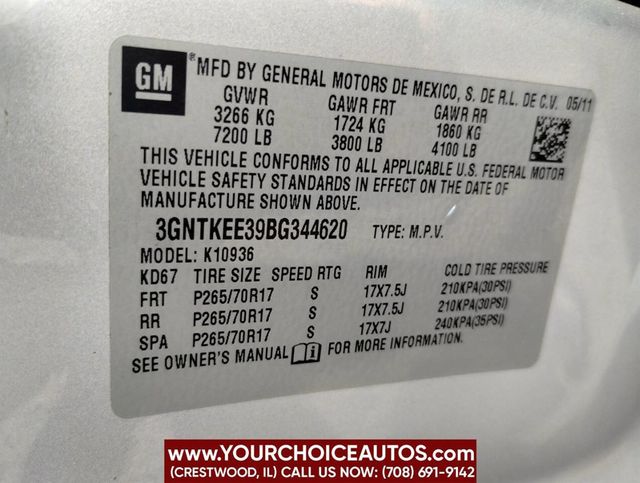 GM ® MFD BY GENERAL MOTORS DE MEXICO, S. DE R.L. DE C.V. 05/11
GVWR GAWR FRT GAWR RR
3266 KG 1724 KG 1860 KG
7200 LB 3800 LB 4100 LB
THIS VEHICLE CONFORMS TO ALL APPLICABLE U.S. FEDERAL MOTOR
VEHICLE SAFETY STANDARDS IN EFFECT ON THE DATE OF
MANUFACTURE SHOWN ABOVE.
3GNTKEE39BG344620 TYPE: M.P.V.
MODEL: K10936
KD67 TIRE SIZE SPEED RTG RIM COLD TIRE PRESSURE
FRT P265/70R17 S 17X7.5J 210KPA(30PSI)
RR P265/70R17 S 17X7.5J 210KPA(30PSI)
SPA P265/70R17 S 17X7J 240KPA(35PSI)
SEE OWNER'S MANUAL i FOR MORE INFORMATION.
WWW.YOURCHOICEAUTOS.COM
(CRESTWOOD, IL) CALL US NOW: (708) 691-9142